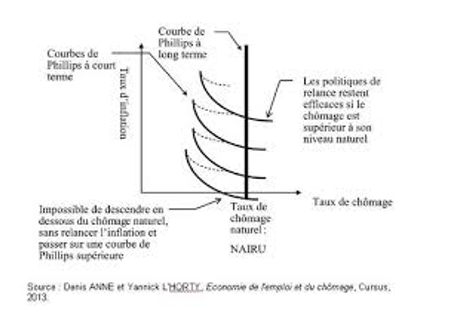 Courbe de
Phillips à
long terme
Courbes de
Phillips à court
terme
Taux d'inflation
Les politiques de
relance restent
efficaces si le
chômage est
supérieur à son
niveau naturel
Impossible de descendre en
dessous du chômage naturel,
sans relancer l'inflation et
passer sur une courbe de
Phillips supérieure
Taux de
chômage
naturel :
NAIRU
Taux de chômage
Source : Denis ANNE et Yannick L'HORTY, Economie de l'emploi et du chômage, Cursus,
2013.